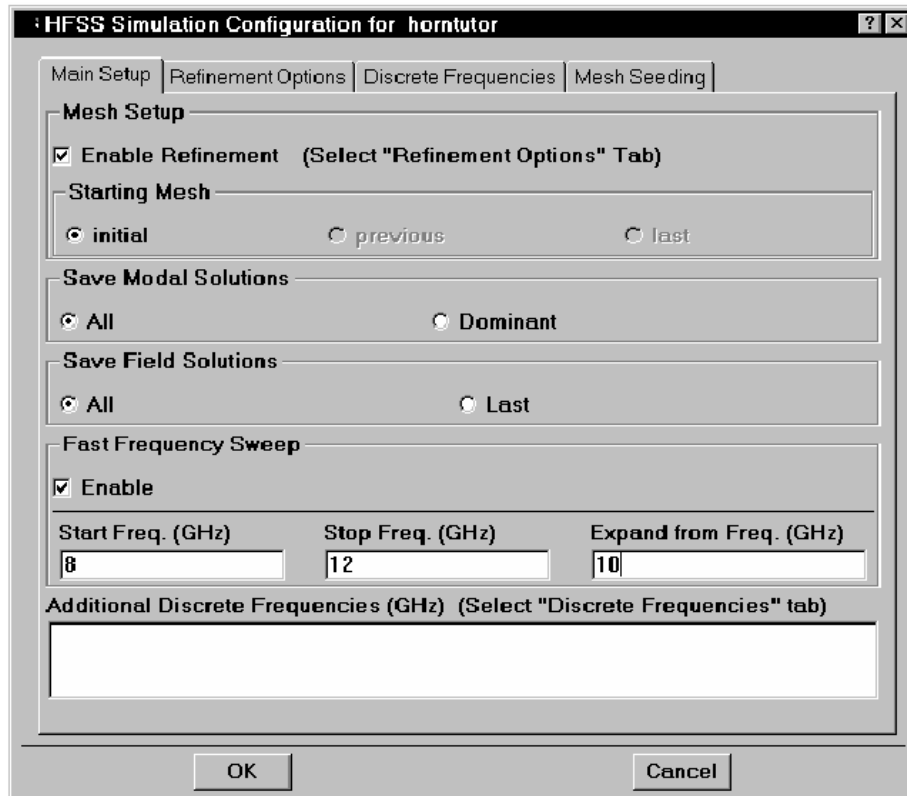 HFSS Simulation Configuration for horntutor
Main Setup Refinement Options Discrete Frequencies Mesh Seeding
Mesh Setup
Enable Refinement (Select "Refinement Options" Tab)
Starting Mesh
initial previous last
Save Modal Solutions
All Dominant
Save Field Solutions
All Last
Fast Frequency Sweep
Enable
Start Freq. (GHz) Stop Freq. (GHz) Expand from Freq. (GHz)
8 12 10
Additional Discrete Frequencies (GHz) (Select "Discrete Frequencies" tab)
OK Cancel